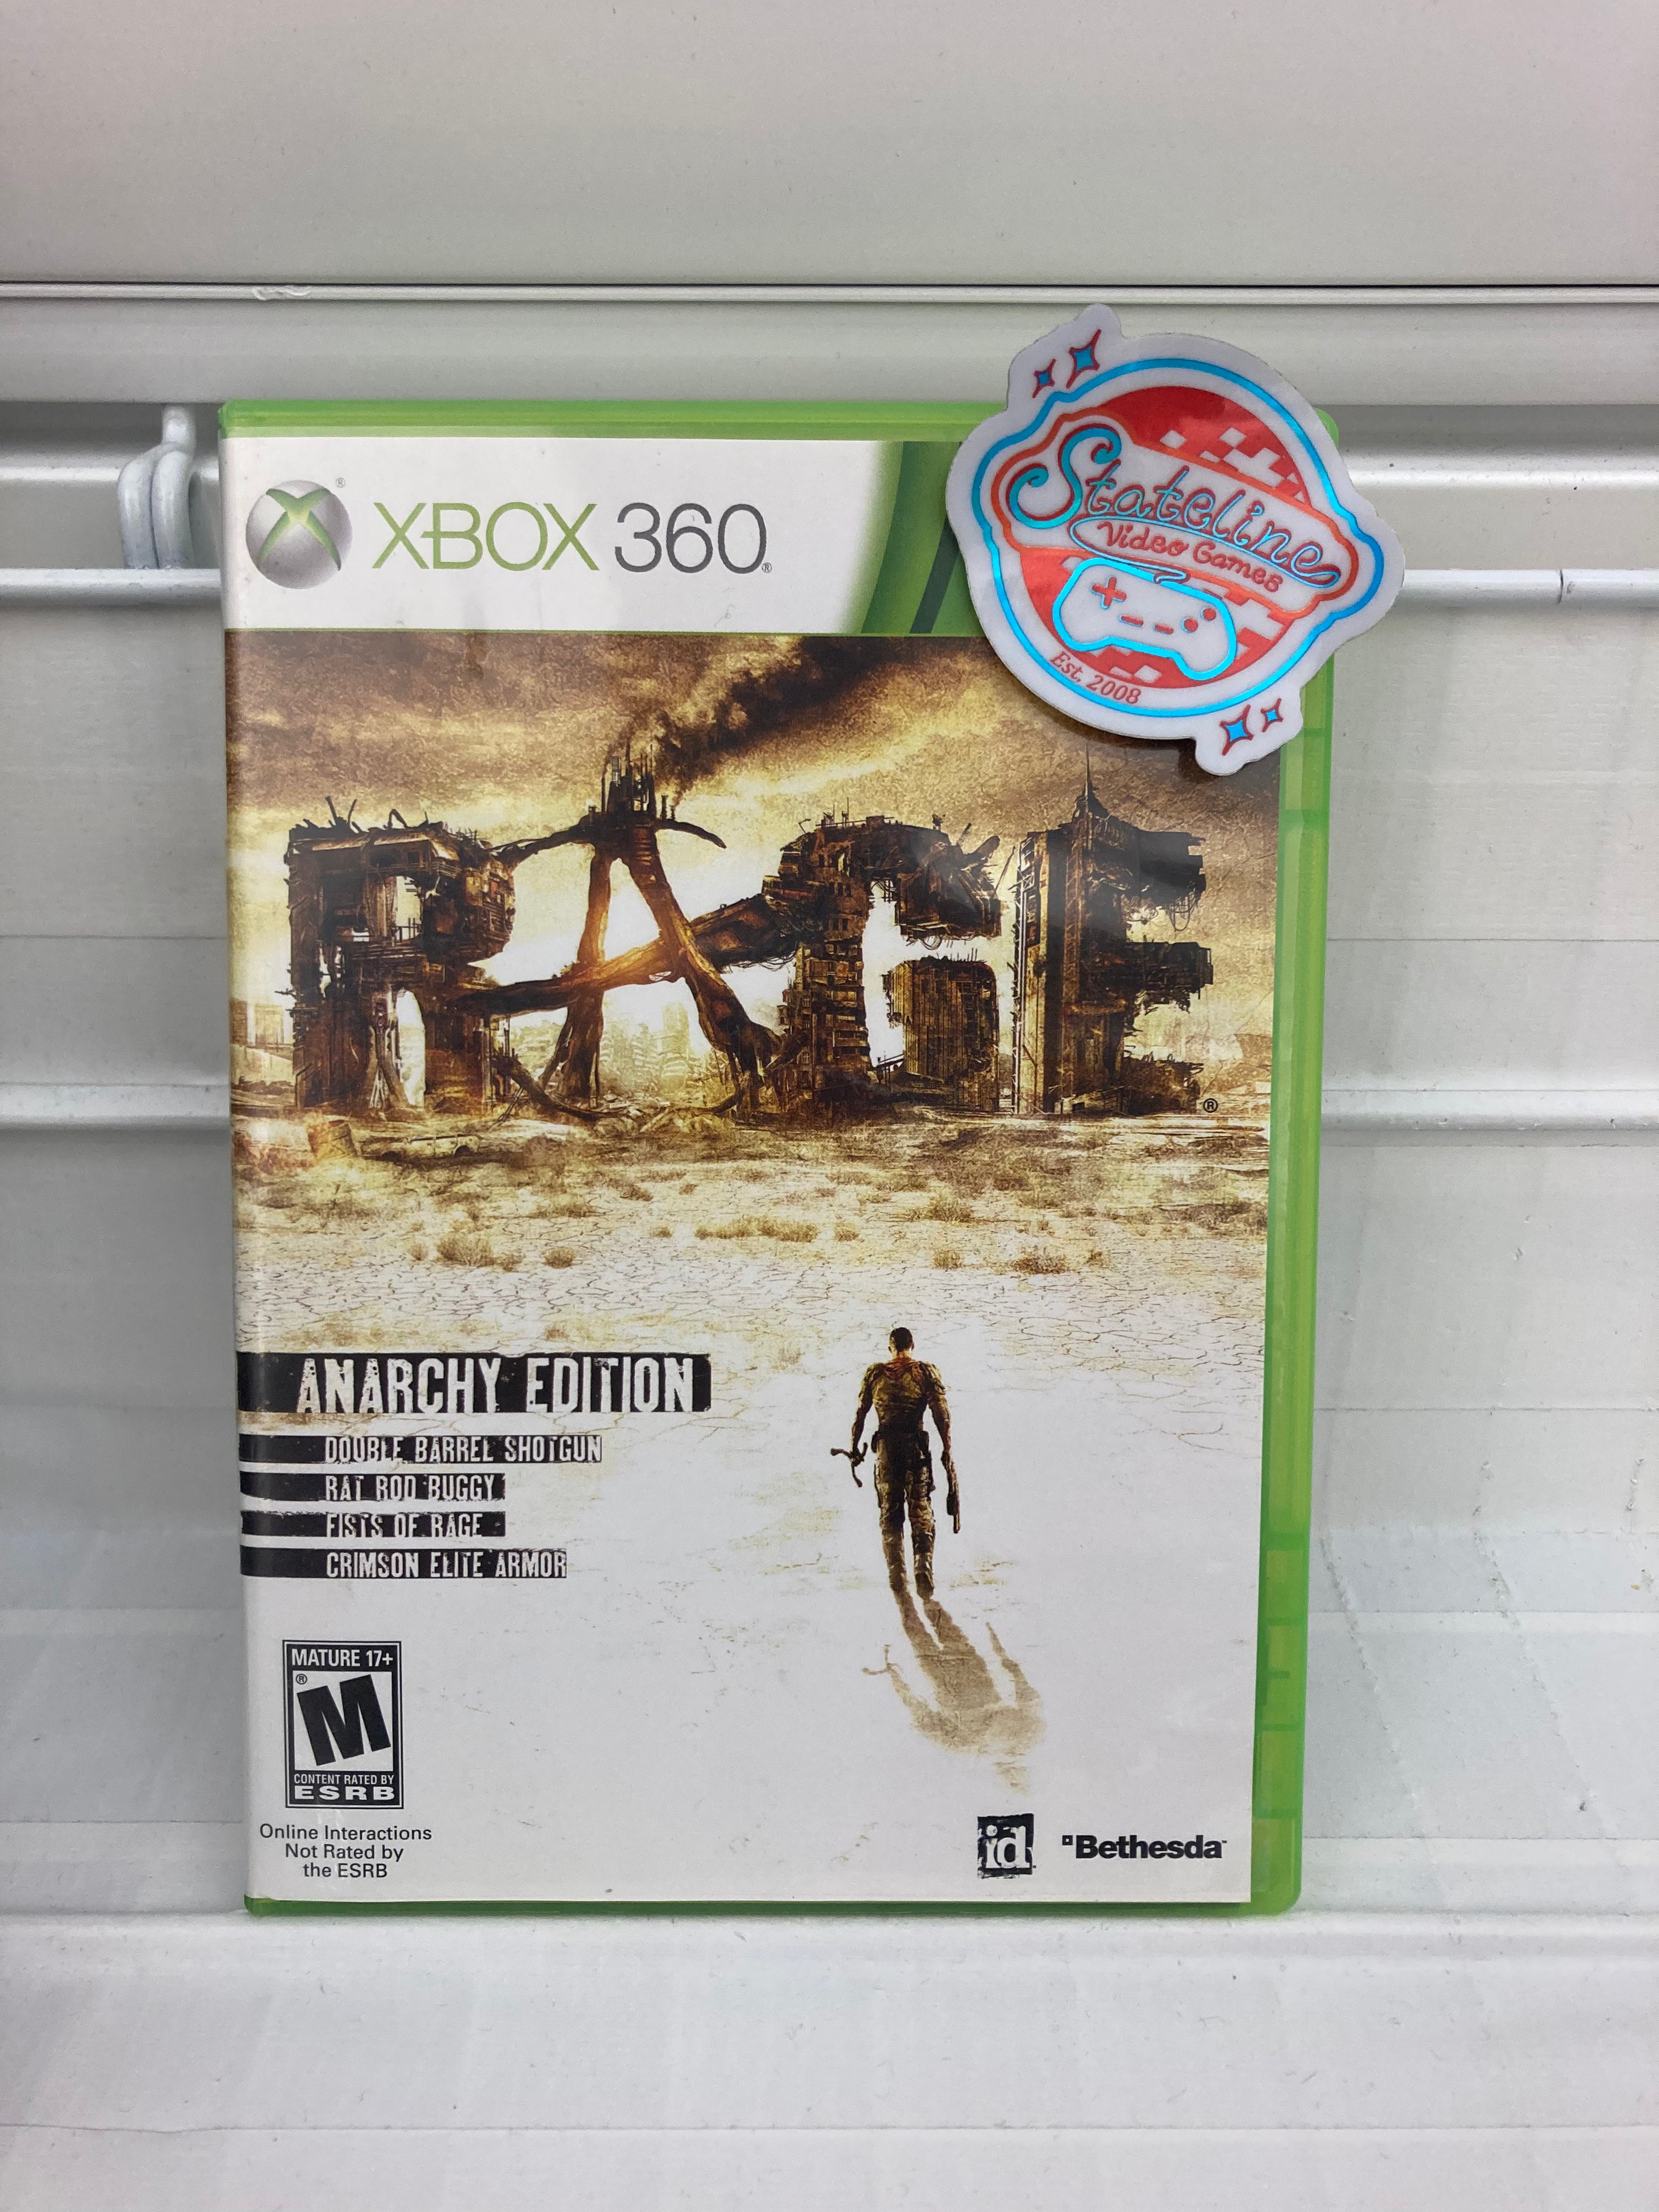 XBOX 360®
Stateline
Video Games
Est. 2008
RAGE®
ANARCHY EDITION
DOUBLE BARREL SHOTGUN
RAT ROD BUGGY
FISTS OF RAGE
CRIMSON ELITE ARMOR
MATURE 17+
M®
CONTENT RATED BY
ESRB
Online Interactions
Not Rated by
the ESRB
id
Bethesda